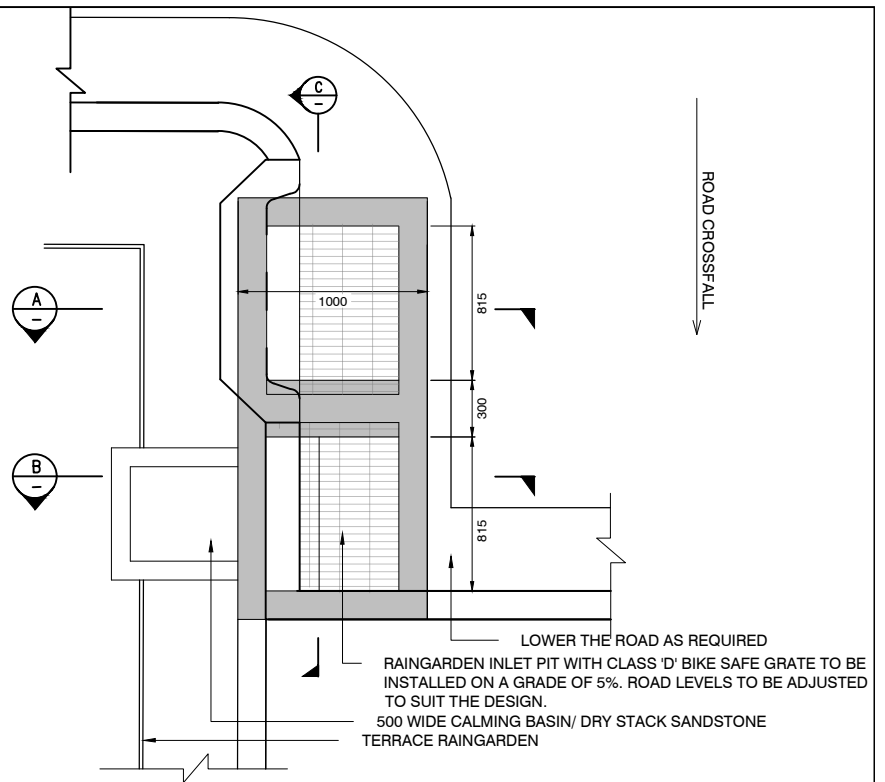 C
-
ROAD CROSSFALL
A
-
1000
815
300
B
-
815
LOWER THE ROAD AS REQUIRED
RAINGARDEN INLET PIT WITH CLASS 'D' BIKE SAFE GRATE TO BE
INSTALLED ON A GRADE OF 5%. ROAD LEVELS TO BE ADJUSTED
TO SUIT THE DESIGN.
500 WIDE CALMING BASIN/ DRY STACK SANDSTONE
TERRACE RAINGARDEN